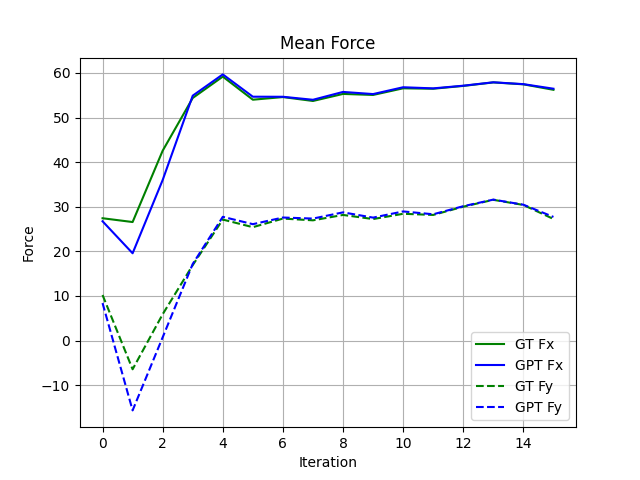 Mean Force
60
50
40
30
20
10
0
−10
Force
0 2 4 6 8 10 12 14
Iteration
GT Fx
GPT Fx
GT Fy
GPT Fy